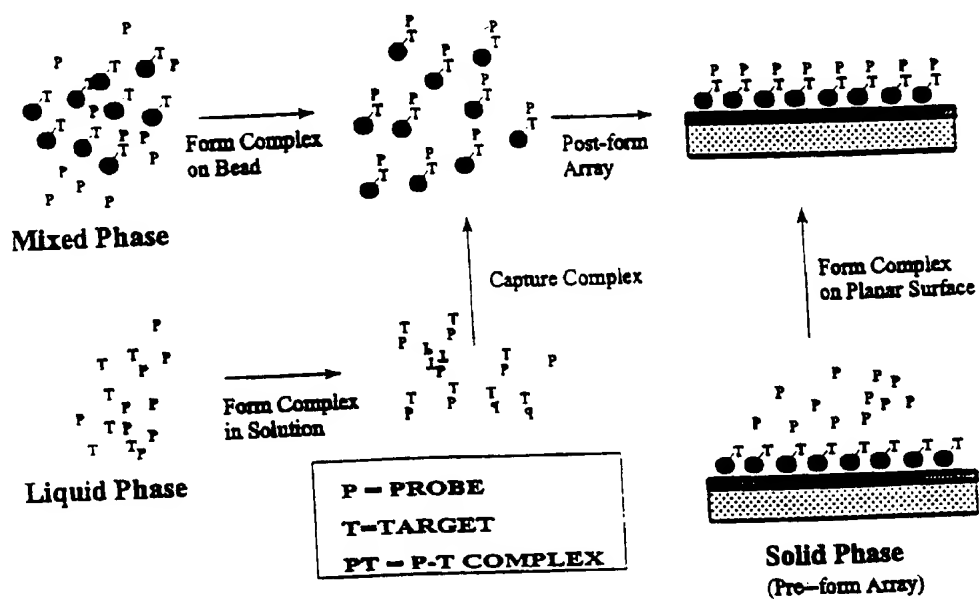 Form Complex
on Bead
Post-form
Array
Mixed Phase
Capture Complex
Form Complex
on Planar Surface
Form Complex
in Solution
Liquid Phase
P = PROBE
T=TARGET
PT = P-T COMPLEX
Solid Phase
(Pre-form Array)